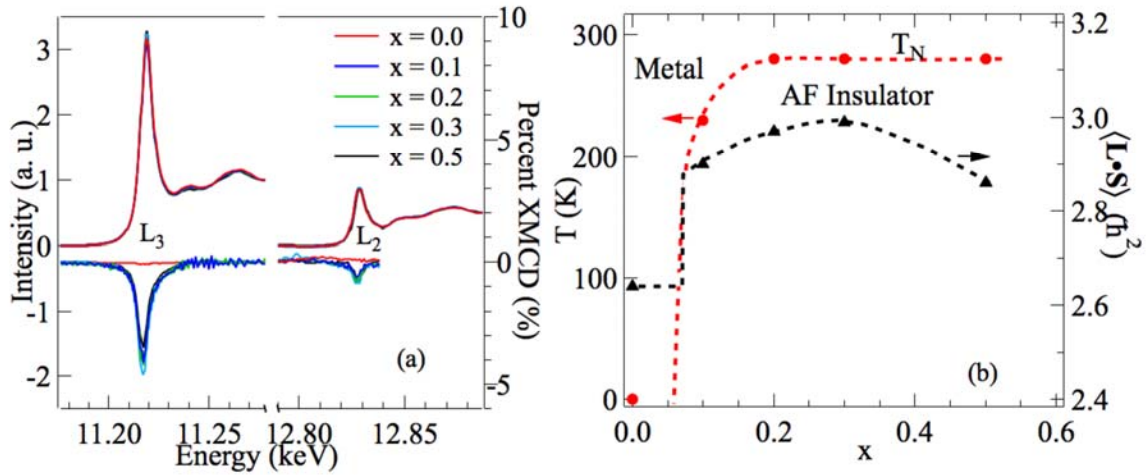 3
2
1
0
-1
-2
Intensity (a. u.)
L3
L2
x = 0.0
x = 0.1
x = 0.2
x = 0.3
x = 0.5
10
5
0
-5
Percent XMCD (%)
(a)
11.20
11.25
12.80
12.85
Energy (keV)
300
200
100
0
T (K)
Metal
TN
AF Insulator
(b)
3.2
3.0
2.8
2.6
2.4
⟨L•S⟩ (ħ²)
0.0
0.2
0.4
0.6
x